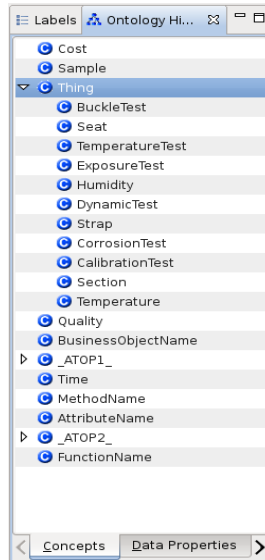 Labels Ontology Hi...
Cost
Sample
Thing
BuckleTest
Seat
TemperatureTest
ExposureTest
Humidity
DynamicTest
Strap
CorrosionTest
CalibrationTest
Section
Temperature
Quality
BusinessObjectName
_ATOP1_
Time
MethodName
AttributeName
_ATOP2_
FunctionName
Concepts Data Properties